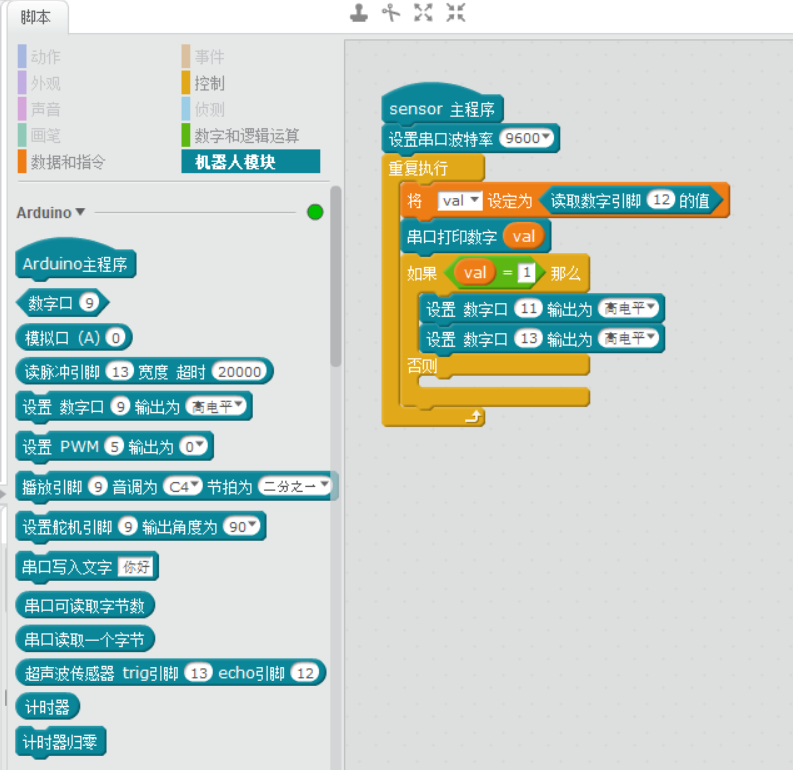 脚本
动作
事件
外观
控制
声音
侦测
画笔
数字和逻辑运算
数据和指令
机器人模块
Arduino
Arduino主程序
数字口 9
模拟口 (A) 0
读脉冲引脚 13 宽度 超时 20000
设置 数字口 9 输出为 高电平
设置 PWM 5 输出为 0
播放引脚 9 音调为 C4 节拍为 二分之一
设置舵机引脚 9 输出角度为 90
串口写入文字 你好
串口可读取字节数
串口读取一个字节
超声波传感器 trig引脚 13 echo引脚 12
计时器
计时器归零
sensor 主程序
设置串口波特率 9600
重复执行
将 val 设定为 读取数字引脚 12 的值
串口打印数字 val
如果 val = 1 那么
设置 数字口 11 输出为 高电平
设置 数字口 13 输出为 高电平
否则